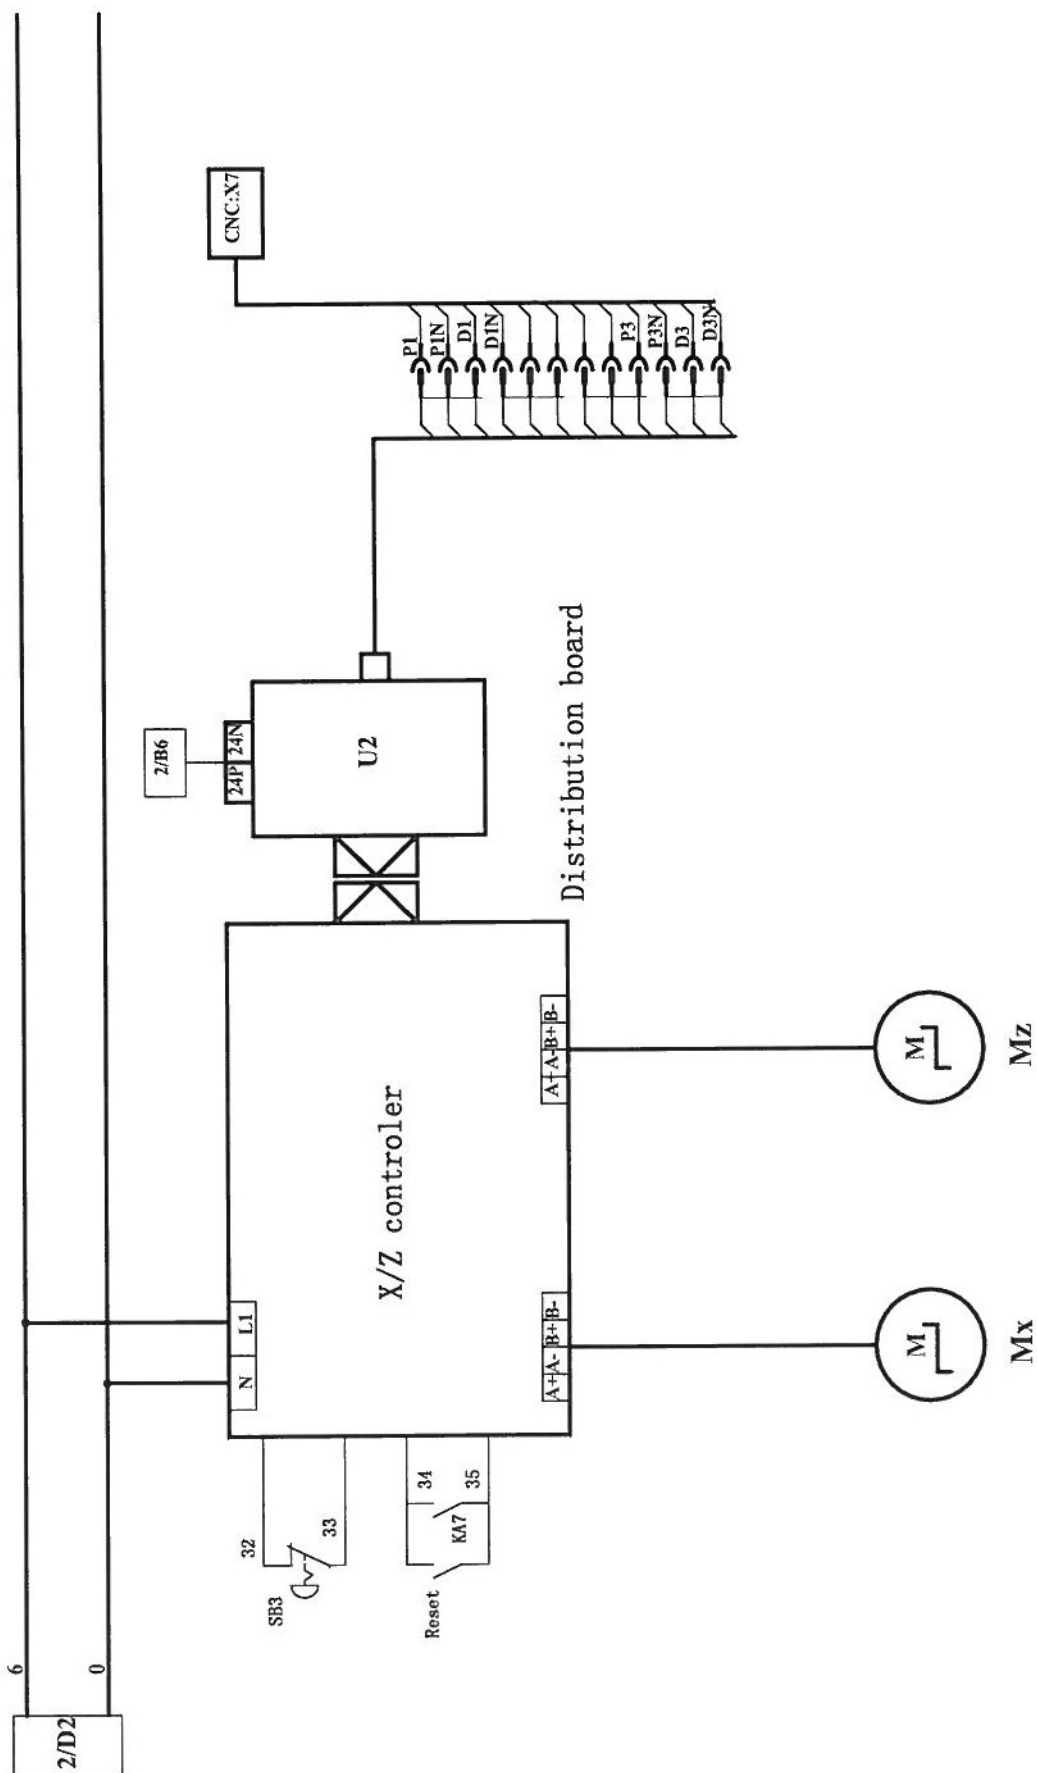 2/D2
6
0
SB3
32
33
Reset
KA7
34
35
N
L1
X/Z controler
A+
A-
B+
B-
A+
A-
B+
B-
M
Mx
M
Mz
2/B6
24P
24N
U2
Distribution board
CNC:X7
P1
P1N
D1
D1N
P3
P3N
D3
D3N